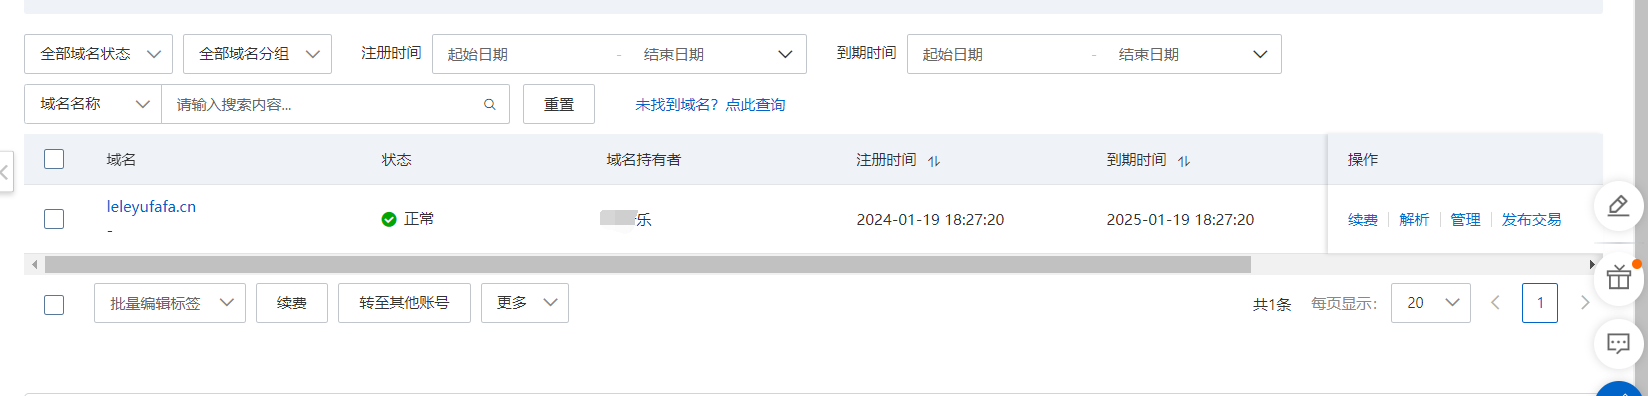 全部域名状态 全部域名分组 注册时间 起始日期 - 结束日期 到期时间 起始日期 - 结束日期
域名名称 请输入搜索内容... 重置 未找到域名？点此查询
域名 状态 域名持有者 注册时间 到期时间 操作
leleyufafa.cn 正常 乐 2024-01-19 18:27:20 2025-01-19 18:27:20 续费 解析 管理 发布交易
-
批量编辑标签 续费 转至其他账号 更多 共1条 每页显示: 20 1